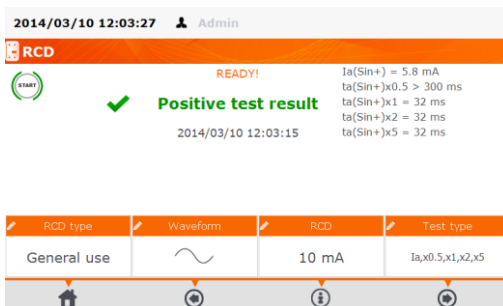 2014/03/10 12:03:27 Admin
RCD
START
READY!
Positive test result
2014/03/10 12:03:15
Ia(Sin+) = 5.8 mA
ta(Sin+)x0.5 > 300 ms
ta(Sin+)x1 = 32 ms
ta(Sin+)x2 = 32 ms
ta(Sin+)x5 = 32 ms
RCD type Waveform RCD Test type
General use 10 mA Ia,x0.5,x1,x2,x5